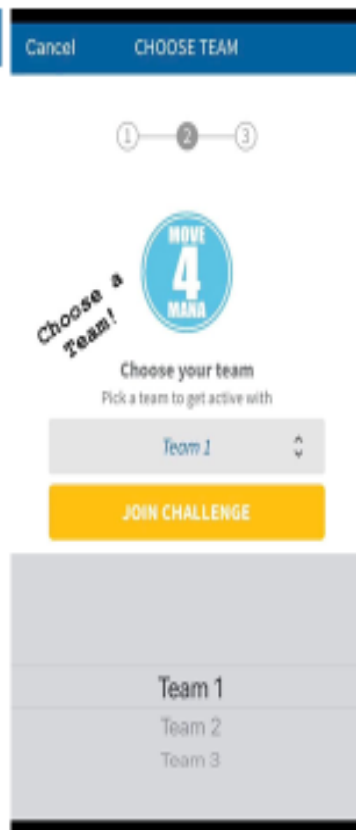 Cancel CHOOSE TEAM
1 2 3
MOVE
4
MANA
Choose a
Team!
Choose your team
Pick a team to get active with
Team 1
JOIN CHALLENGE
Team 1
Team 2
Team 3